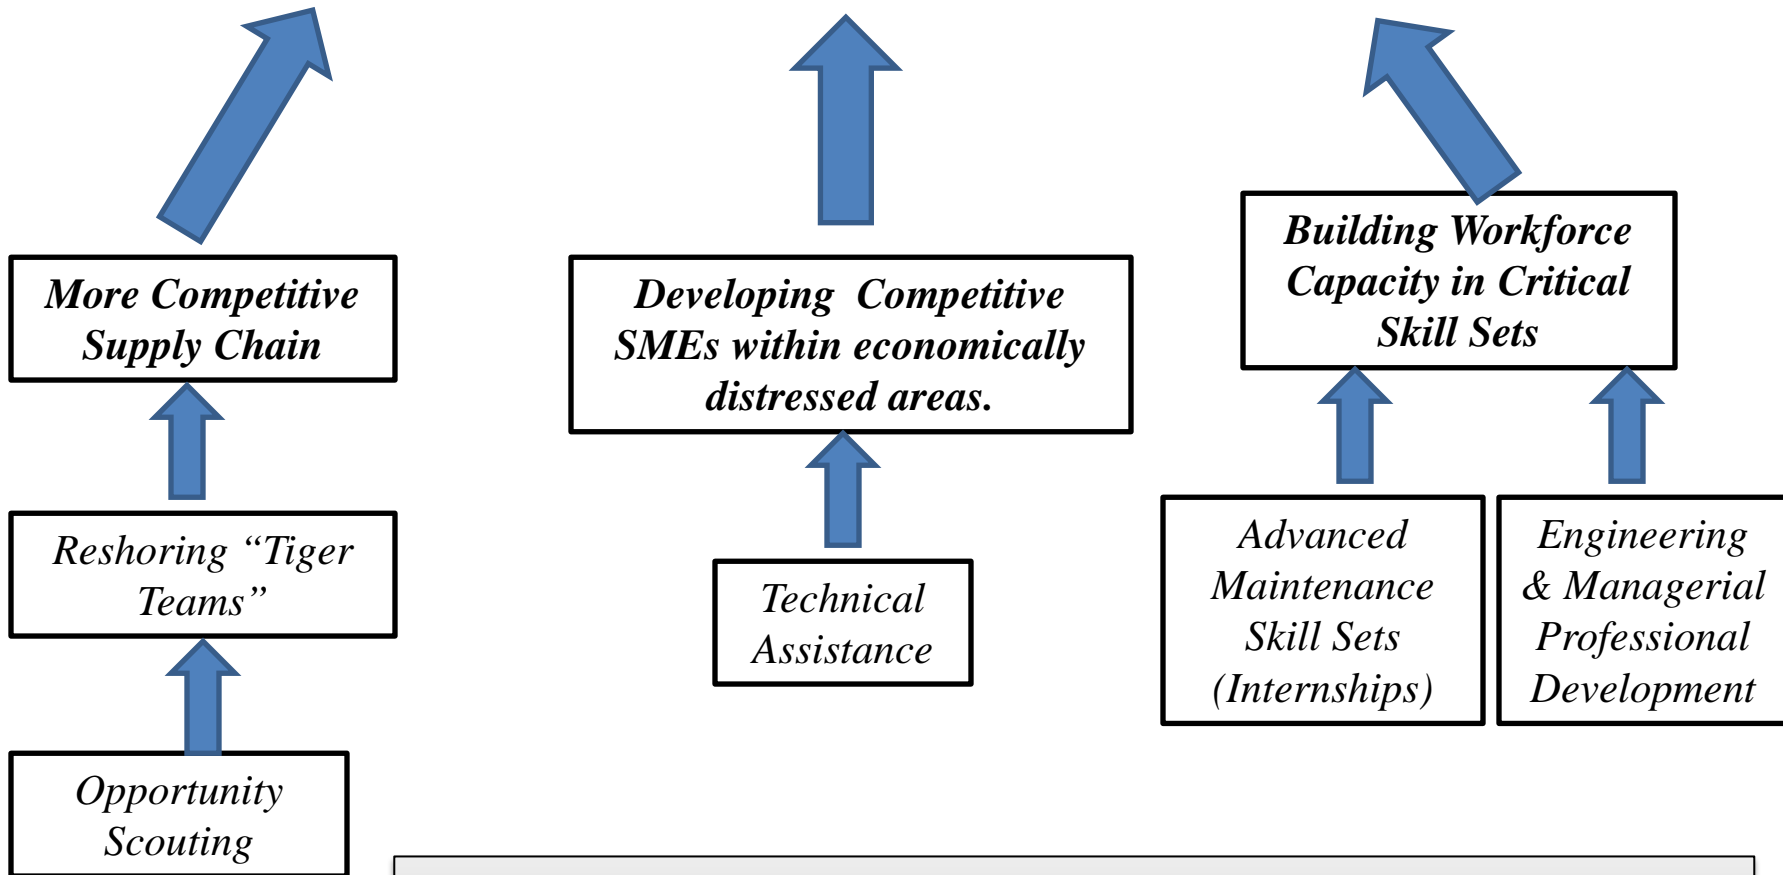 More Competitive
Supply Chain
Developing Competitive
SMEs within economically
distressed areas.
Building Workforce
Capacity in Critical
Skill Sets
Reshoring “Tiger
Teams”
Technical
Assistance
Advanced
Maintenance
Skill Sets
(Internships)
Engineering
& Managerial
Professional
Development
Opportunity
Scouting